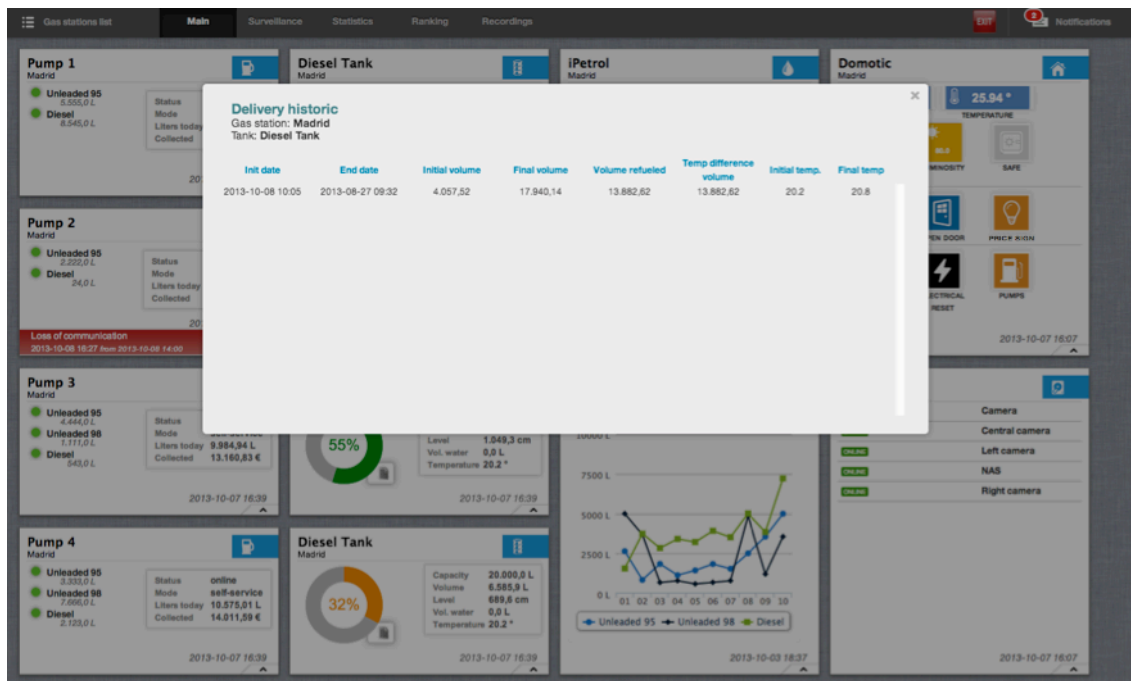 Gas stations list
Main
Surveillance
Statistics
Ranking
Recordings
EXIT
2
Notifications
Pump 1
Madrid
Unleaded 95
5.555,0 L
Diesel
8.545,0 L
Status
Mode
Liters today
Collected
Diesel Tank
Madrid
iPetrol
Madrid
Domotic
Madrid
25.94 °
TEMPERATURE
SAFE
PRICE SIGN
PUMPS
RESET
2013-10-07 16:07
Delivery historic
Gas station: Madrid
Tank: Diesel Tank
Init date End date Initial volume Final volume Volume refueled Temp difference volume Initial temp. Final temp
2013-10-08 10:05 2013-08-27 09:32 4.057,52 17.940,14 13.882,62 13.882,62 20.2 20.8
Pump 2
Madrid
Unleaded 95
2.222,0 L
Diesel
24,0 L
Status
Mode
Liters today
Collected
Loss of communication
2013-10-08 16:27 from 2013-10-08 14:00
Pump 3
Madrid
Unleaded 95
4.444,0 L
Unleaded 98
1.111,0 L
Diesel
543,0 L
Status
Mode self-service
Liters today 9.984,94 L
Collected 13.160,83 €
2013-10-07 16:39
55%
Level 1.049,3 cm
Vol. water 0,0 L
Temperature 20.2 °
2013-10-07 16:39
Pump 4
Madrid
Unleaded 95
3.333,0 L
Unleaded 98
7.666,0 L
Diesel
2.123,0 L
Status online
Mode self-service
Liters today 10.575,01 L
Collected 14.011,59 €
2013-10-07 16:39
Diesel Tank
Madrid
32%
Capacity 20.000,0 L
Volume 6.585,9 L
Level 689,6 cm
Vol. water 0,0 L
Temperature 20.2 °
2013-10-07 16:39
10000 L
7500 L
5000 L
2500 L
0 L
01 02 03 04 05 06 07 08 09 10
Unleaded 95 Unleaded 98 Diesel
2013-10-03 18:37
Camera
Central camera
ONLINE Left camera
ONLINE NAS
ONLINE Right camera
2013-10-07 16:07